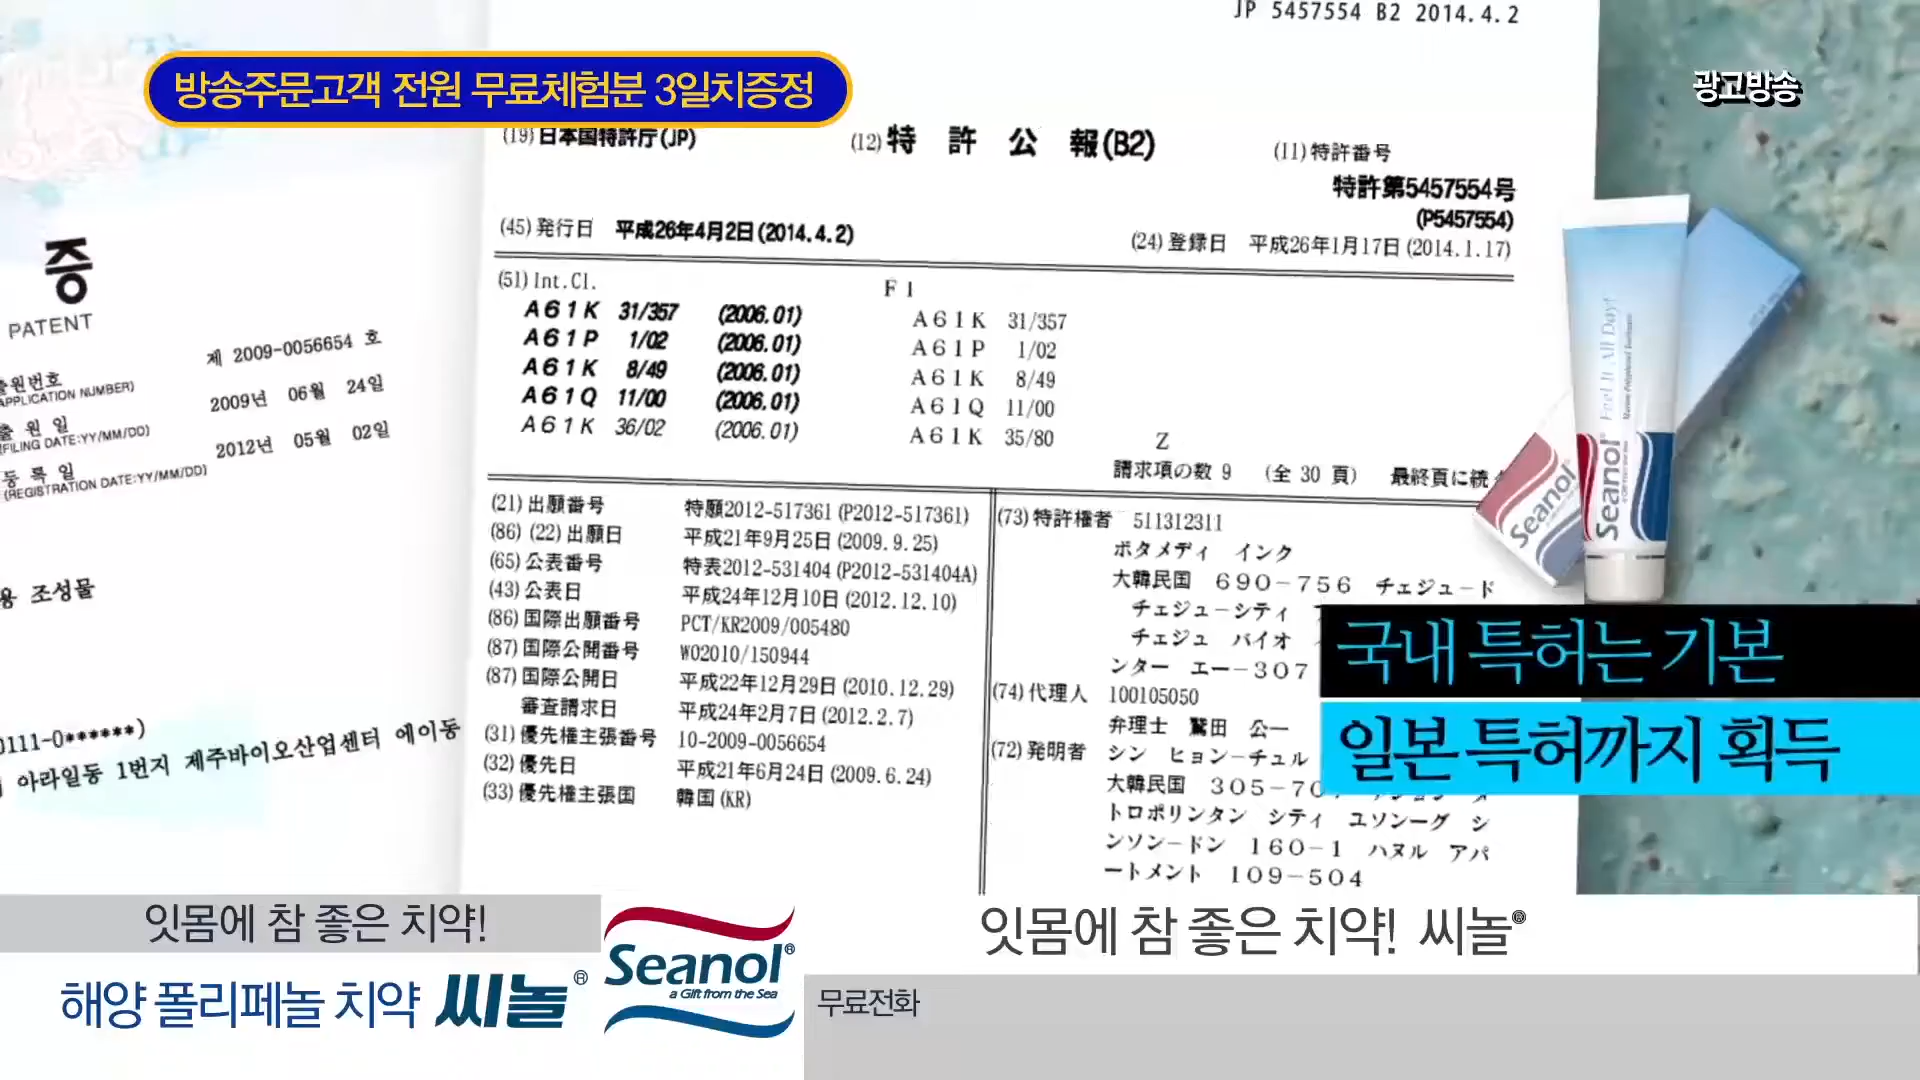 JP 5457554 B2 2014.4.2
방송주문고객 전원 무료체험분 3일치증정
광고방송
(19)日本国特許庁(JP)
(12)特許公報(B2)
(11)特許番号
特許第5457554号
(P5457554)
(45)発行日 平成26年4月2日(2014.4.2)
(24)登録日 平成26年1月17日(2014.1.17)
(51)Int.Cl.
F I
A61K 31/357 (2006.01)
A61K 31/357
A61P 1/02 (2006.01)
A61P 1/02
A61K 8/49 (2006.01)
A61K 8/49
A61Q 11/00 (2006.01)
A61Q 11/00
A61K 36/02 (2006.01)
A61K 35/80 Z
請求項の数 9 (全 30 頁) 最終頁に続
(21)出願番号 特願2012-517361(P2012-517361)
(86)(22)出願日 平成21年9月25日(2009.9.25)
(65)公表番号 特表2012-531404(P2012-531404A)
(43)公表日 平成24年12月10日(2012.12.10)
(86)国際出願番号 PCT/KR2009/005480
(87)国際公開番号 WO2010/150944
(87)国際公開日 平成22年12月29日(2010.12.29)
審査請求日 平成24年2月7日(2012.2.7)
(31)優先権主張番号 10-2009-0056654
(32)優先日 平成21年6月24日(2009.6.24)
(33)優先権主張国 韓国(KR)
(73)特許権者 511312311
ボタメディ インク
大韓民国 690-756 チェジュ-ド
チェジュ-シティ
チェジュ バイオ
ンター エー-307
(74)代理人 100105050
弁理士 鷲田 公一
(72)発明者 シン ヒョン-チュル
大韓民国 305-70
トロポリンタン シティ ユソン-グ シ
ンソン-ドン 160-1 ハヌル アパ
ートメント 109-504
증
PATENT
출원번호 제 2009-0056654 호
(APPLICATION NUMBER)
출원일 2009년 06월 24일
(FILING DATE:YY/MM/DD)
등록일 2012년 05월 02일
(REGISTRATION DATE:YY/MM/DD)
용 조성물
0111-0******)
아라일동 1번지 제주바이오산업센터 에이동
Feel It All Day!
Seanol
Seanol
국내 특허는 기본
일본 특허까지 획득
잇몸에 참 좋은 치약!
해양 폴리페놀 치약 씨놀®
Seanol®
a Gift from the Sea
잇몸에 참 좋은 치약! 씨놀®
무료전화